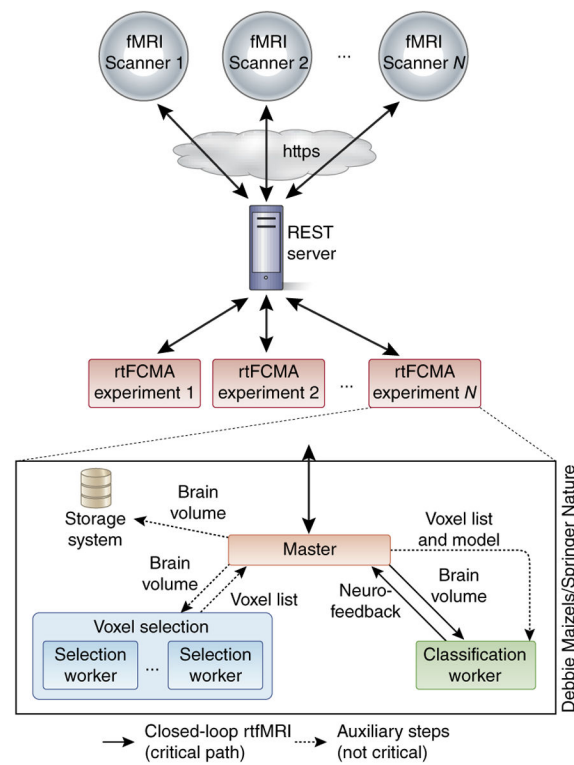 fMRI
Scanner 1
fMRI
Scanner 2
...
fMRI
Scanner N
https
REST
server
rtFCMA
experiment 1
rtFCMA
experiment 2
...
rtFCMA
experiment N
Storage
system
Brain
volume
Master
Voxel list
and model
Brain
volume
Voxel list
Neuro-
feedback
Brain
volume
Voxel selection
Selection
worker
...
Selection
worker
Classification
worker
Closed-loop rtfMRI
(critical path)
Auxiliary steps
(not critical)
Debbie Maizels/Springer Nature